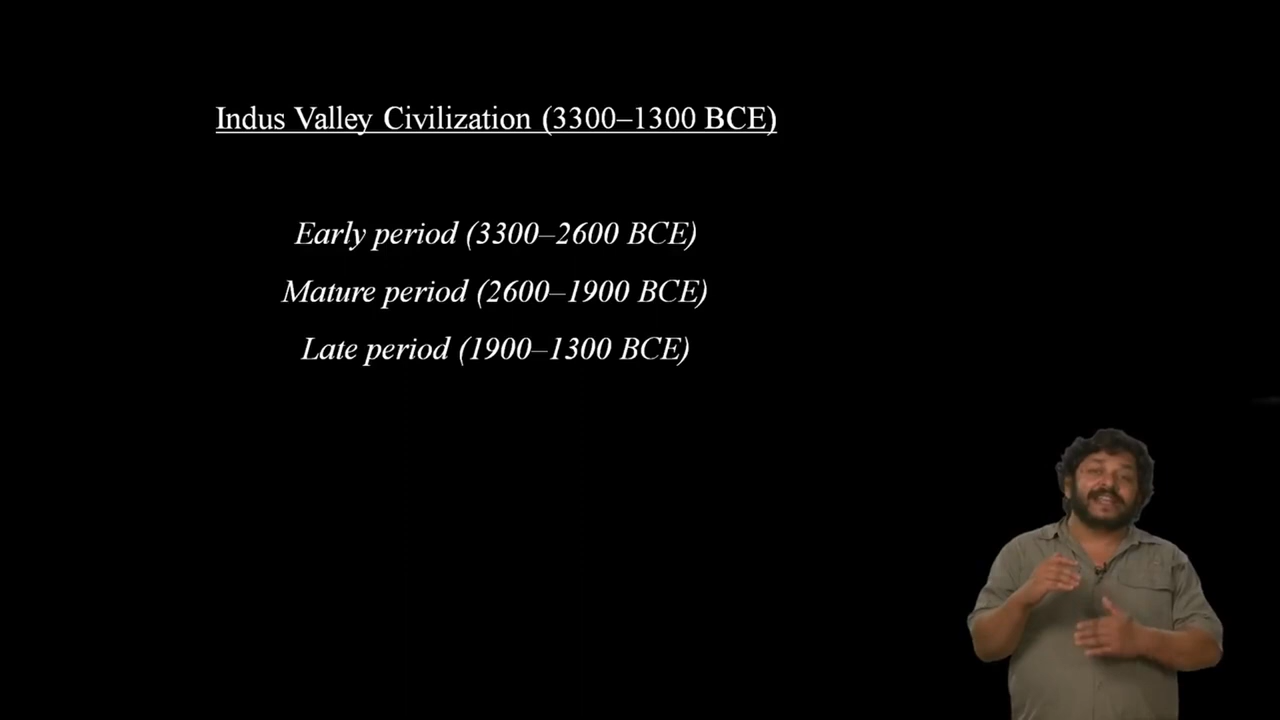 Indus Valley Civilization (3300–1300 BCE)
Early period (3300–2600 BCE)
Mature period (2600–1900 BCE)
Late period (1900–1300 BCE)